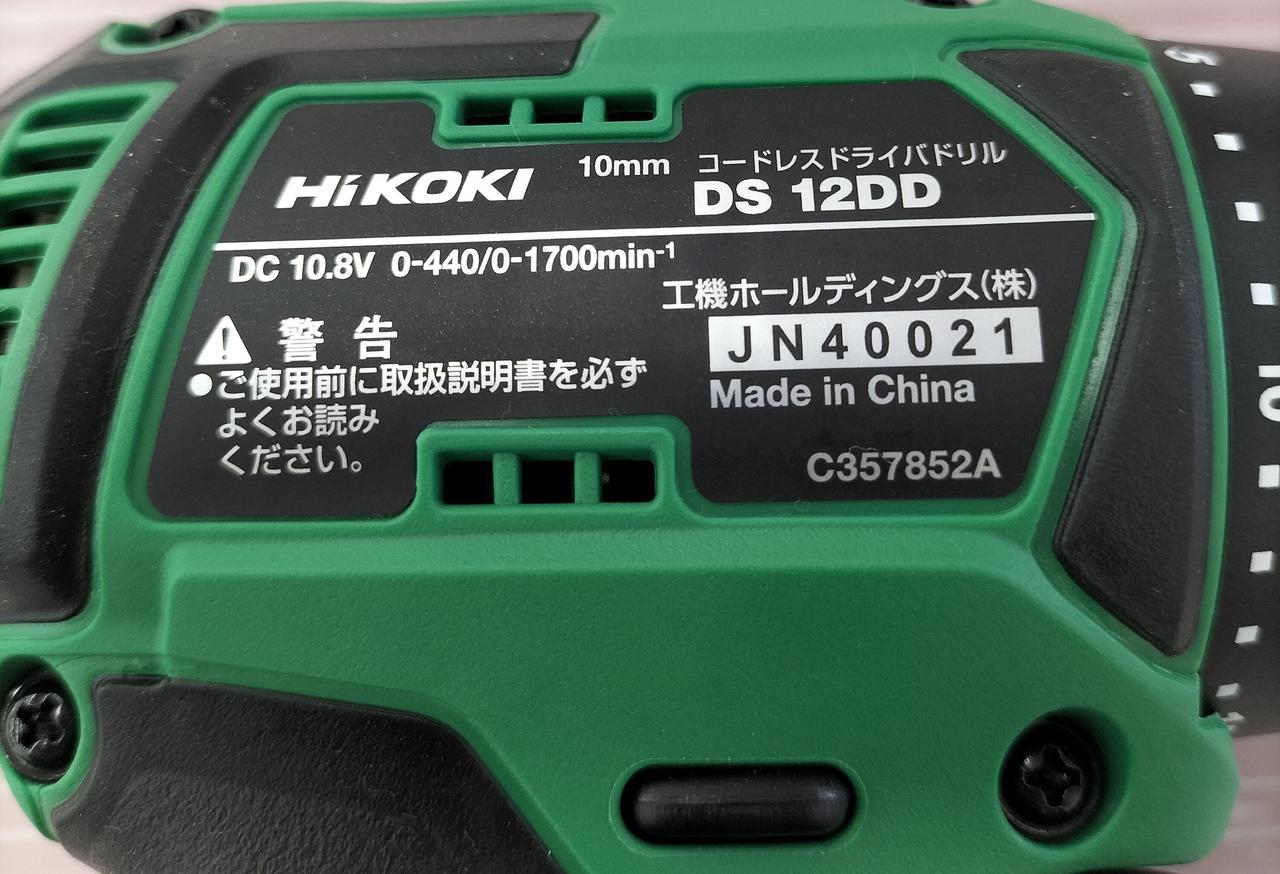 HiKOKI 10mm コードレスドライバドリル
DS 12DD
DC 10.8V 0-440/0-1700min-1
工機ホールディングス(株)
JN40021
Made in China
C357852A
警告
●ご使用前に取扱説明書を必ず
よくお読み
ください。
5
10